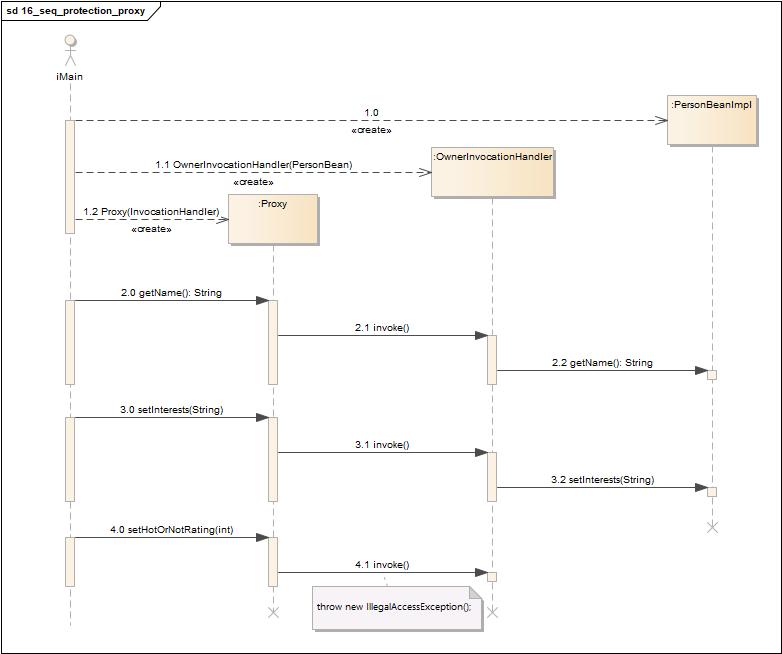 sd 16_seq_protection_proxy
iMain
1.0
:PersonBeanImpl
«create»
1.1 OwnerInvocationHandler(PersonBean)
:OwnerInvocationHandler
«create»
1.2 Proxy(InvocationHandler)
:Proxy
«create»
2.0 getName(): String
2.1 invoke()
2.2 getName(): String
3.0 setInterests(String)
3.1 invoke()
3.2 setInterests(String)
4.0 setHotOrNotRating(int)
4.1 invoke()
throw new IllegalAccessException();